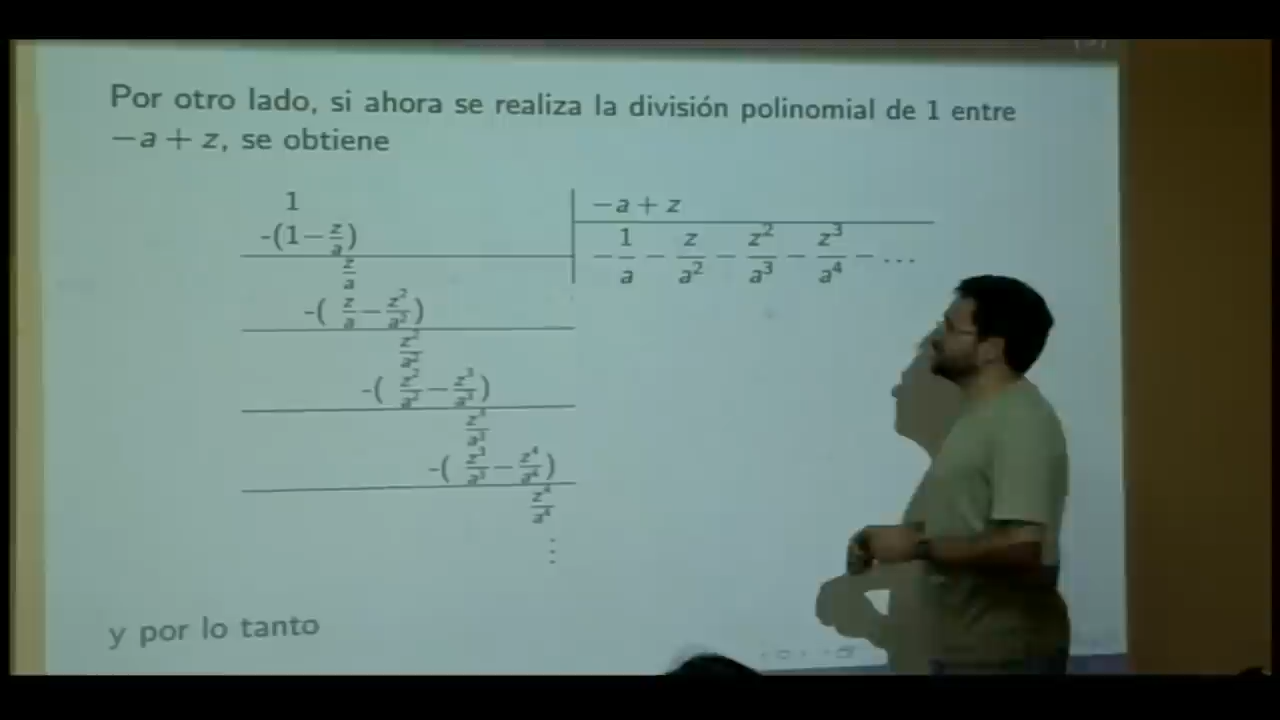 Por otro lado, si ahora se realiza la división polinomial de 1 entre
−a + z, se obtiene
1
−a + z
-(1−z/a)
−1/a − z/a² − z²/a³ − z³/a⁴ − ...
z/a
-( z/a − z²/a² )
z²/a²
-( z²/a² − z³/a³ )
z³/a³
-( z³/a³ − z⁴/a⁴ )
z⁴/a⁴
⋮
y por lo tanto